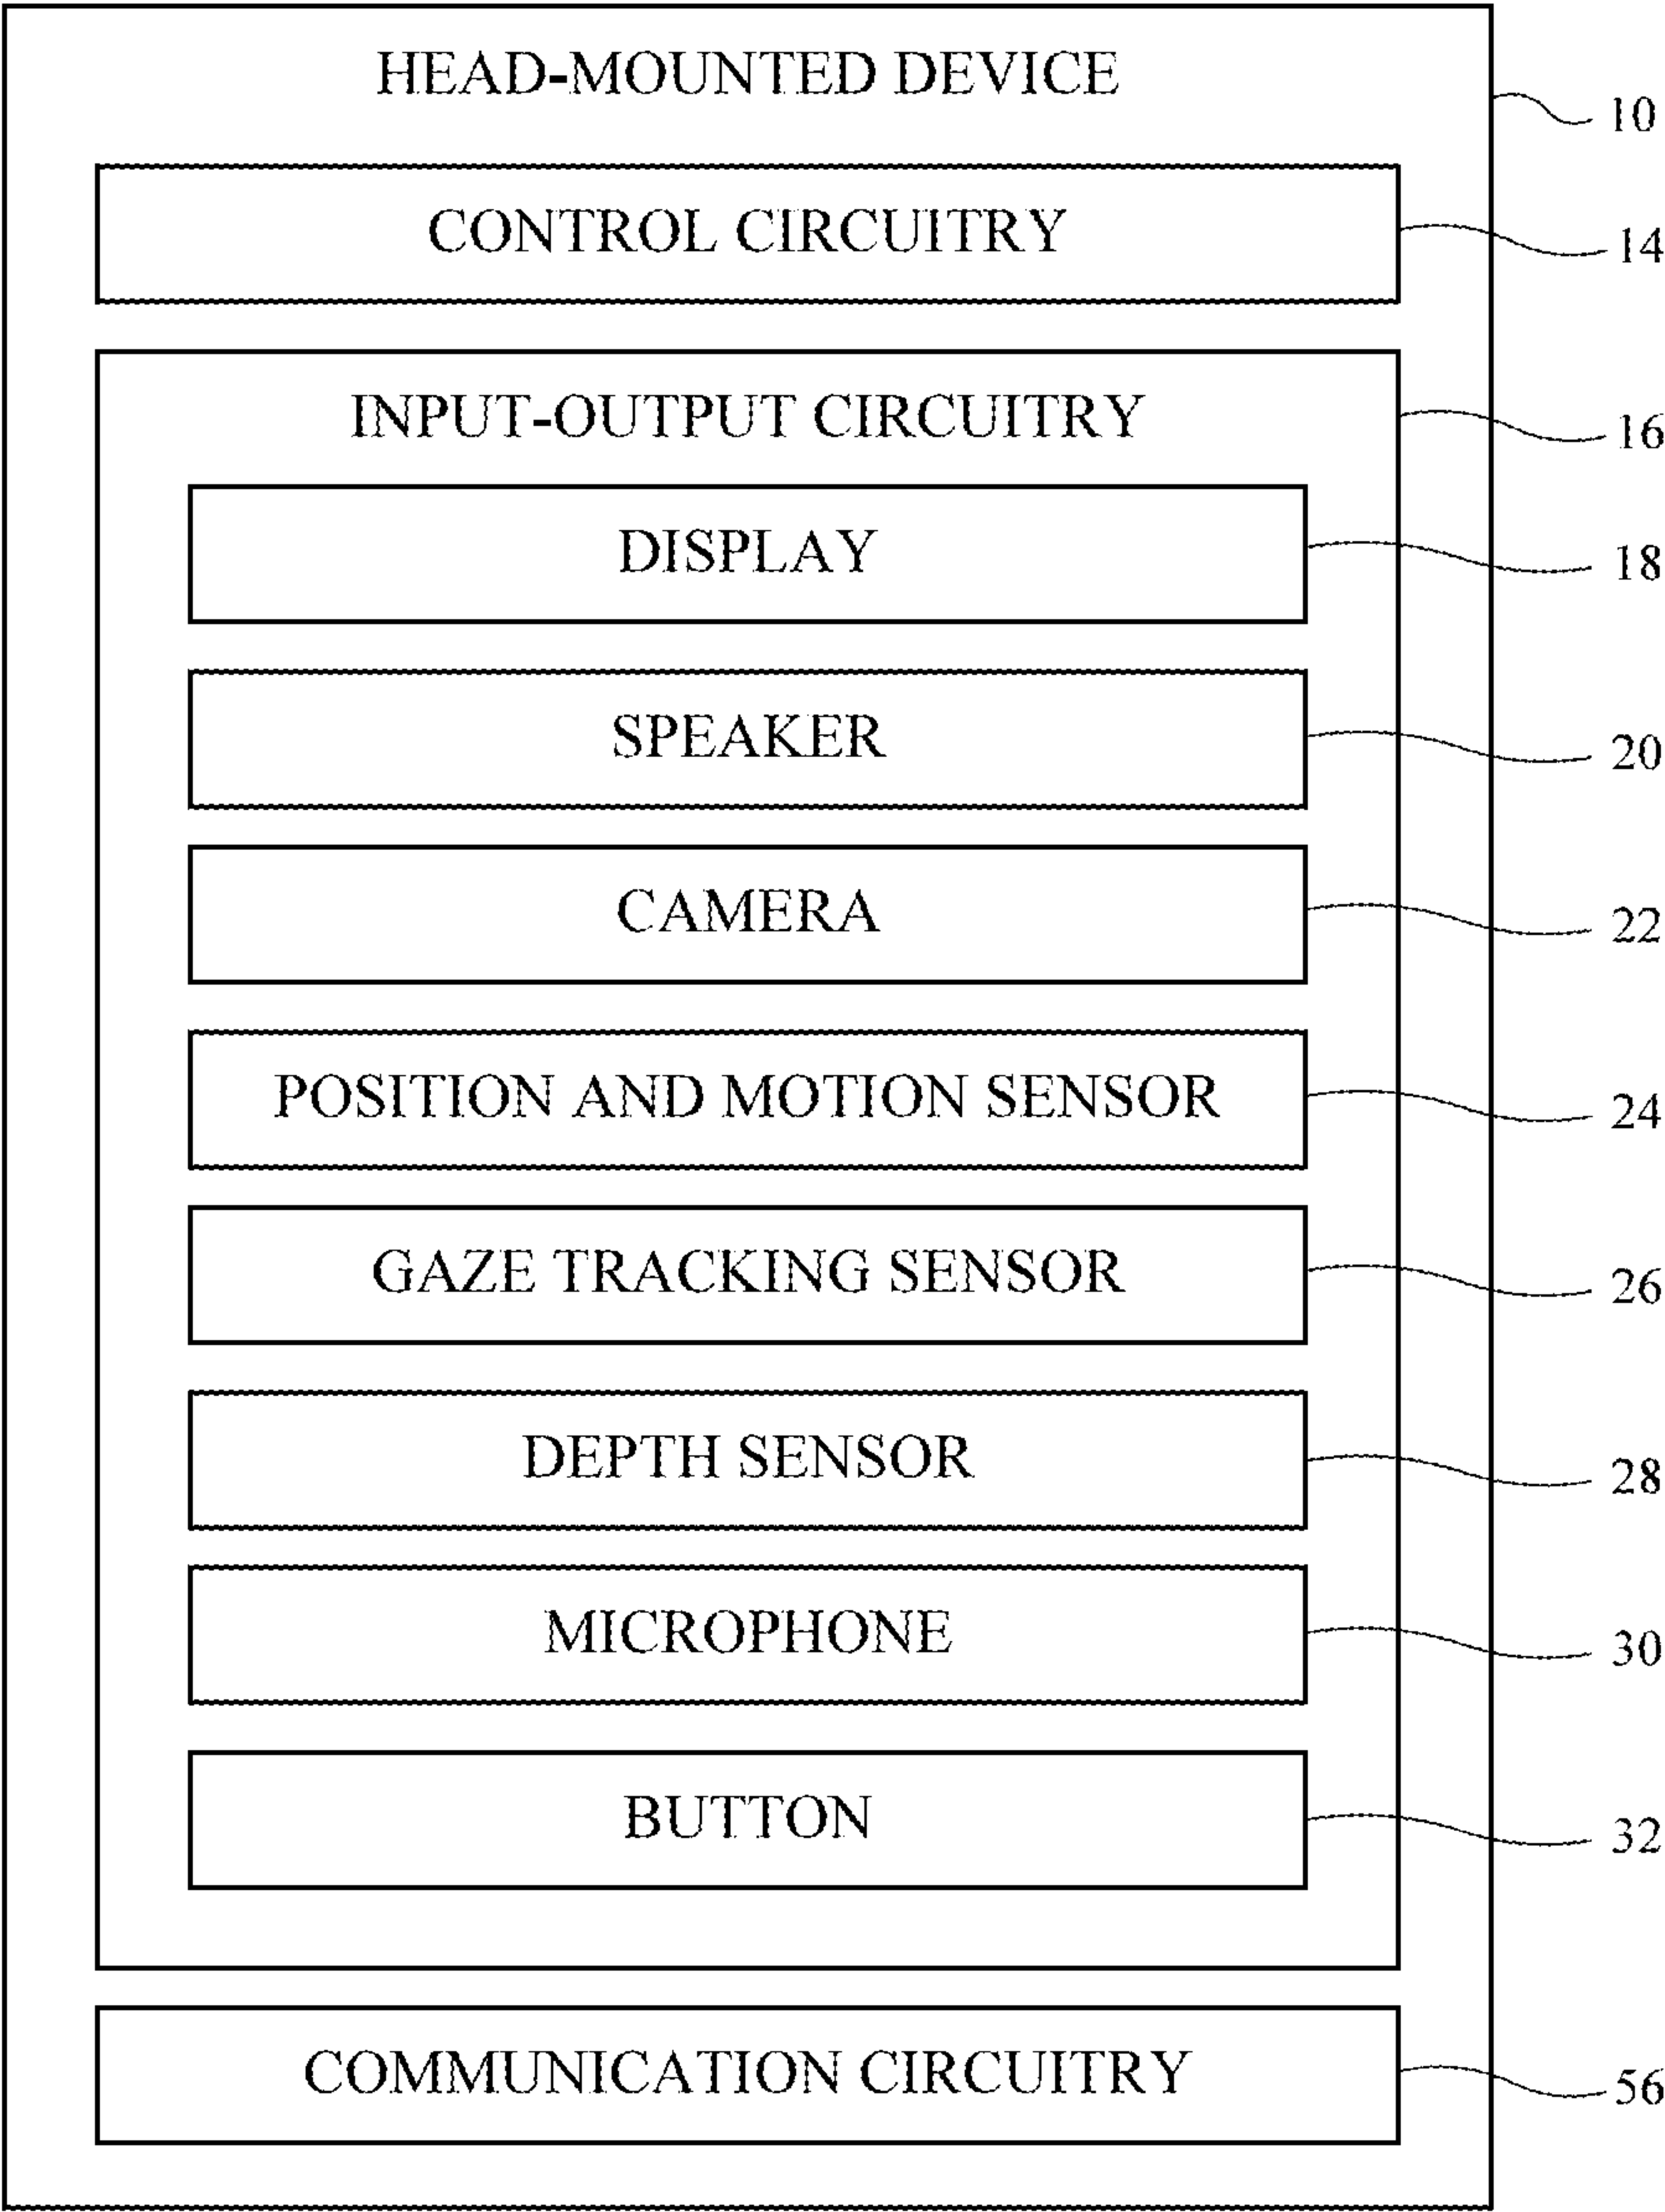 HEAD-MOUNTED DEVICE
10
CONTROL CIRCUITRY
14
INPUT-OUTPUT CIRCUITRY
16
DISPLAY
18
SPEAKER
20
CAMERA
22
POSITION AND MOTION SENSOR
24
GAZE TRACKING SENSOR
26
DEPTH SENSOR
28
MICROPHONE
30
BUTTON
32
COMMUNICATION CIRCUITRY
56